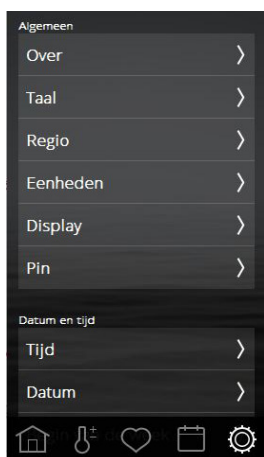 Algemeen
Over
Taal
Regio
Eenheden
Display
Pin
Datum en tijd
Tijd
Datum